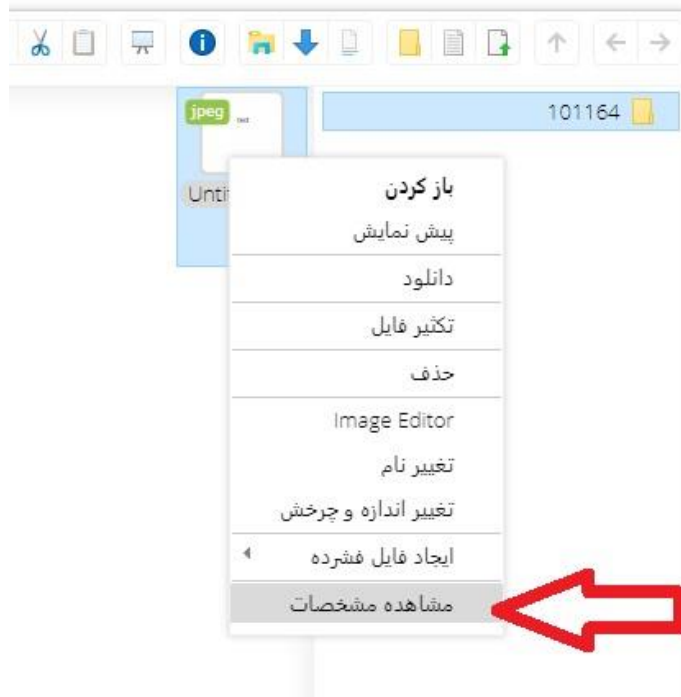 101164
jpeg
text
Unti
باز کردن
پیش نمایش
دانلود
تکثیر فایل
حذف
Image Editor
تغییر نام
تغییر اندازه و چرخش
ایجاد فایل فشرده
مشاهده مشخصات